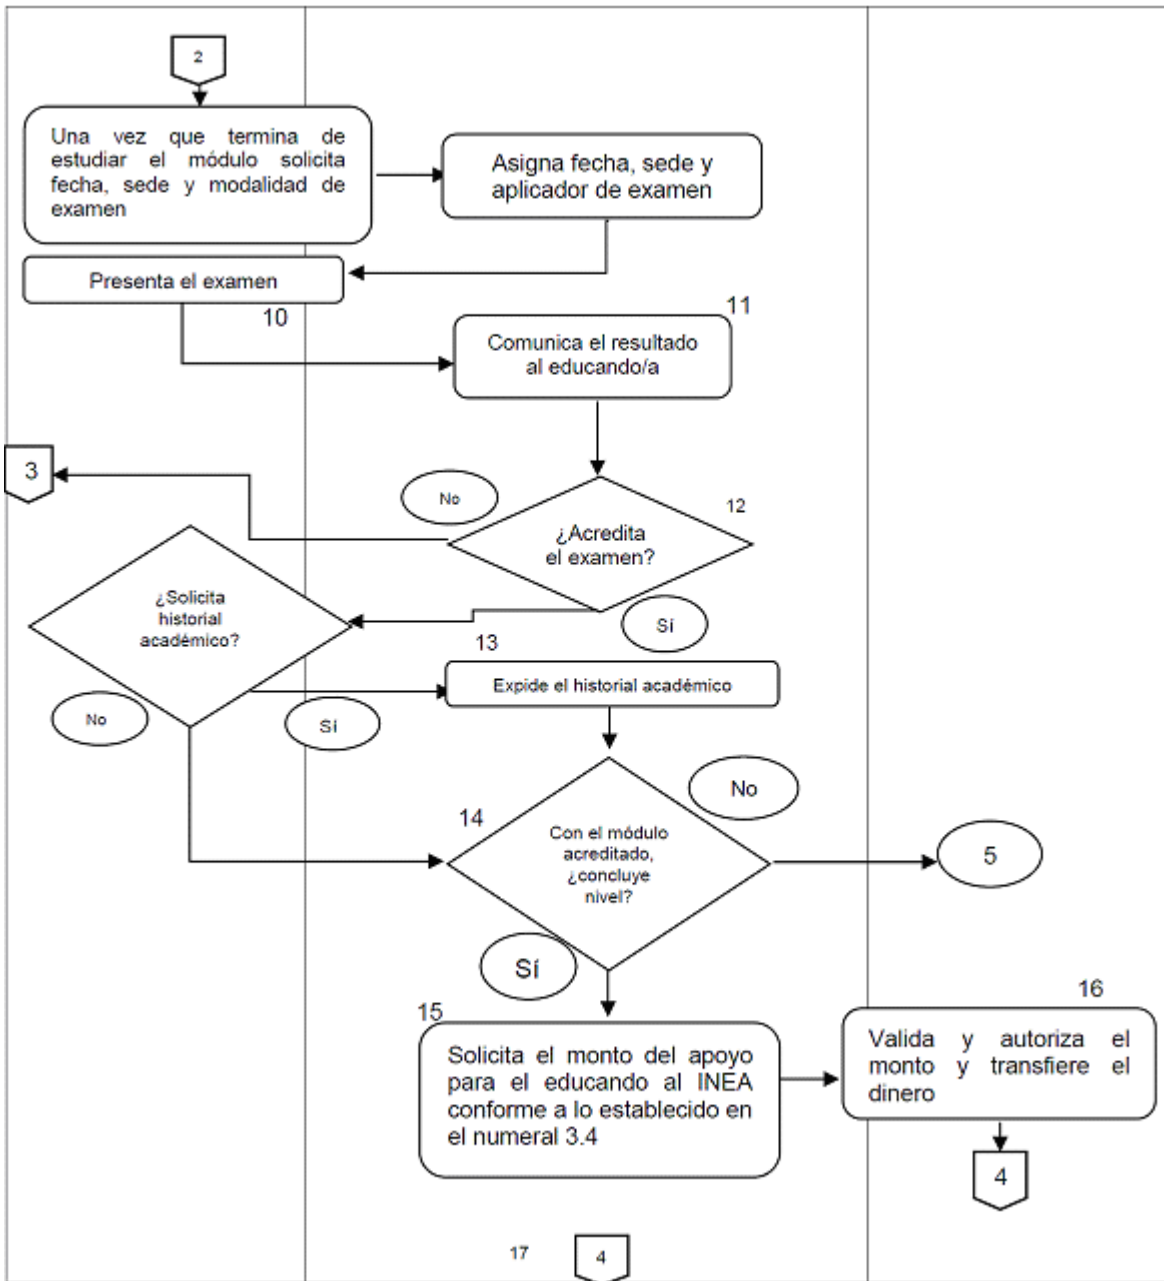 2
Una vez que termina de
estudiar el módulo solicita
fecha, sede y modalidad de
examen
Asigna fecha, sede y
aplicador de examen
Presenta el examen
10
11
Comunica el resultado
al educando/a
3
No
12
¿Acredita
el examen?
¿Solicita
historial
académico?
Sí
13
Expide el historial académico
No
Sí
No
14
Con el módulo
acreditado,
¿concluye
nivel?
5
Sí
15
16
Solicita el monto del apoyo
para el educando al INEA
conforme a lo establecido en
el numeral 3.4
Valida y autoriza el
monto y transfiere el
dinero
4
17
4